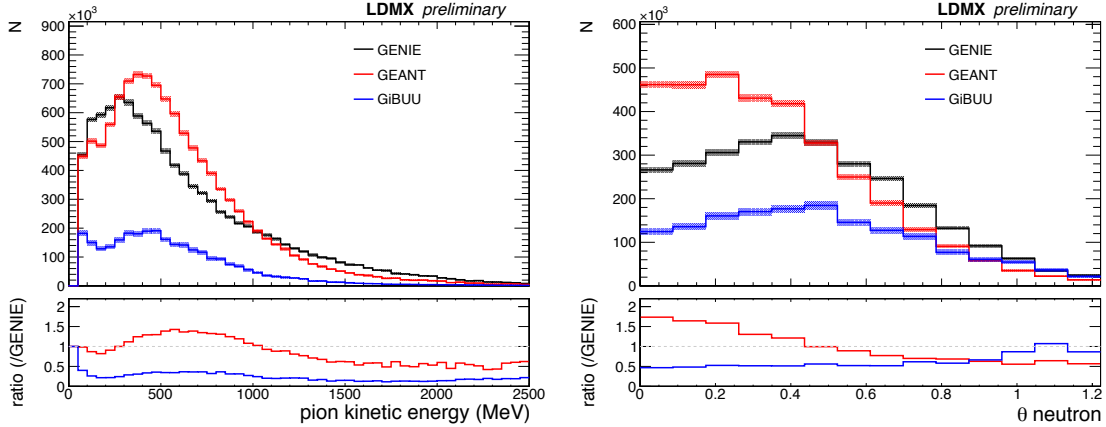 LDMX preliminary
×10³
N
900
800
700
600
500
400
300
200
100
0
GENIE
GEANT
GiBUU
ratio (/GENIE)
2
1.5
1
0.5
0
0 500 1000 1500 2000 2500
pion kinetic energy (MeV)
LDMX preliminary
×10³
N
600
500
400
300
200
100
0
GENIE
GEANT
GiBUU
ratio (/GENIE)
2
1.5
1
0.5
0
0 0.2 0.4 0.6 0.8 1 1.2
θ neutron